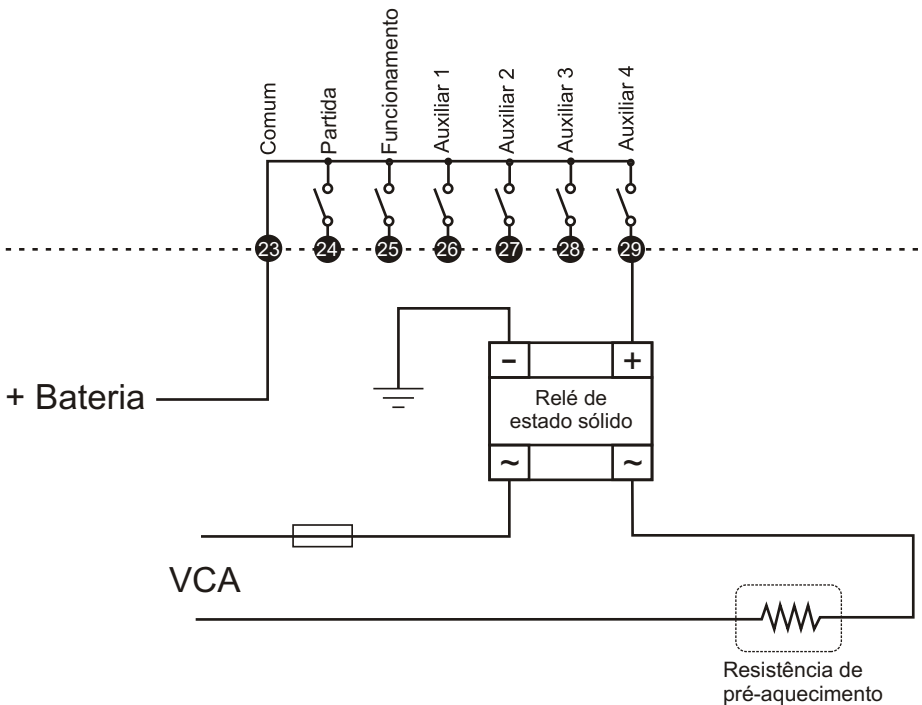 Comum
Partida
Funcionamento
Auxiliar 1
Auxiliar 2
Auxiliar 3
Auxiliar 4
23
24
25
26
27
28
29
- +
+ Bateria
Relé de
estado sólido
~ ~
VCA
Resistência de
pré-aquecimento